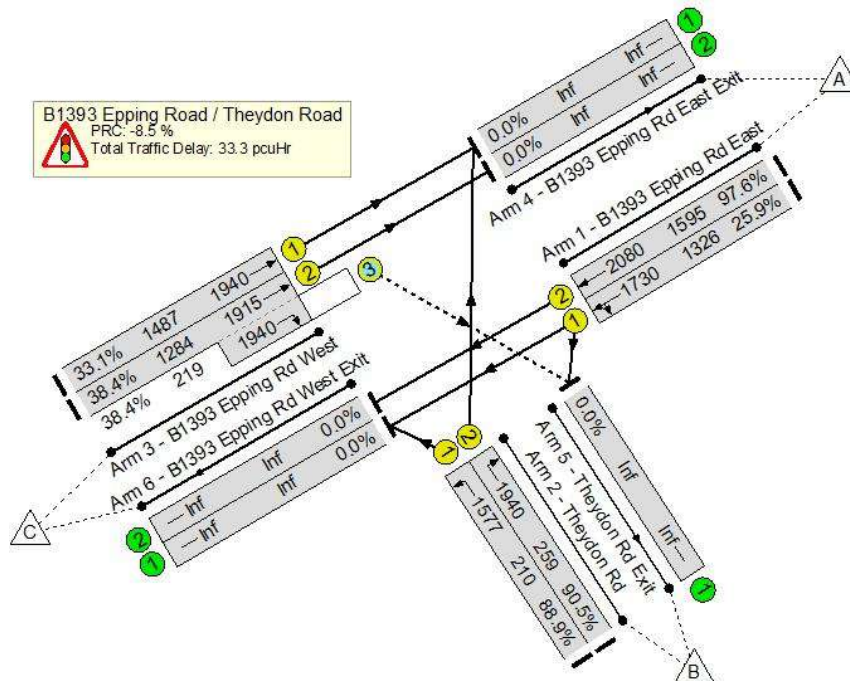 B1393 Epping Road / Theydon Road
PRC: -8.5 %
Total Traffic Delay: 33.3 pcuHr
1
2
A
0.0% Inf Inf
0.0% Inf Inf
Arm 4 - B1393 Epping Rd East Exit
Arm 1 - B1393 Epping Rd East
2080 1595 97.6%
1730 1326 25.9%
2
1
1
2
3
33.1% 1487 1940
38.4% 1284 1915
38.4% 219 1940
Arm 3 - B1393 Epping Rd West
Arm 6 - B1393 Epping Rd West Exit
Inf Inf 0.0%
Inf Inf 0.0%
C
2
1
1
2
1940 259 90.5%
1577 210 88.9%
Arm 2 - Theydon Rd
Arm 5 - Theydon Rd Exit
0.0% Inf Inf
1
B